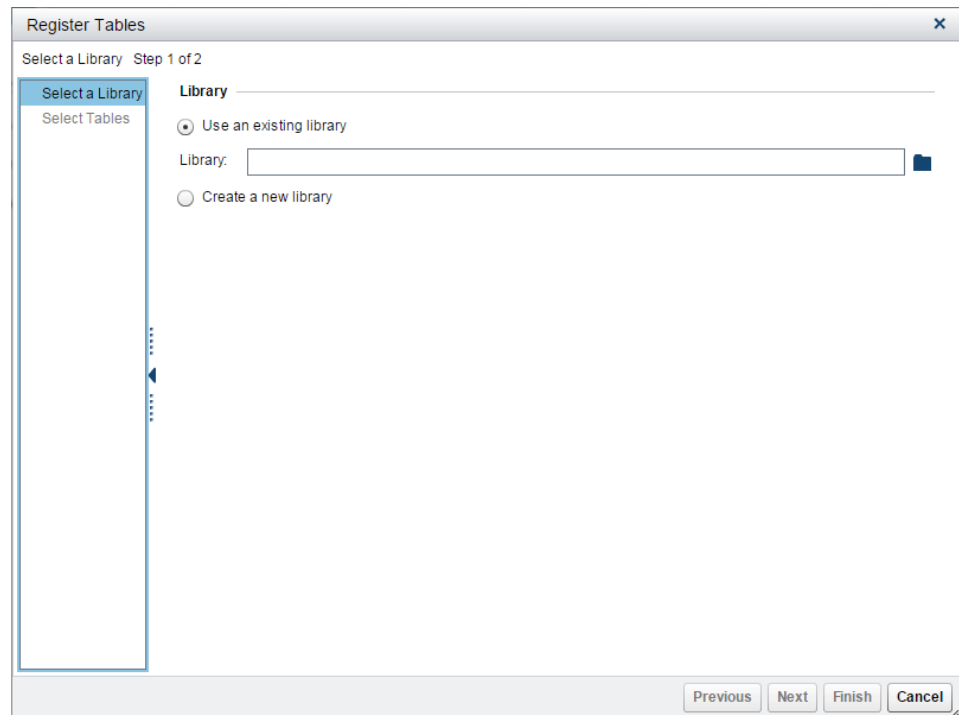 Register Tables
Select a Library Step 1 of 2
Select a Library
Select Tables
Library
Use an existing library
Library:
Create a new library
Previous Next Finish Cancel